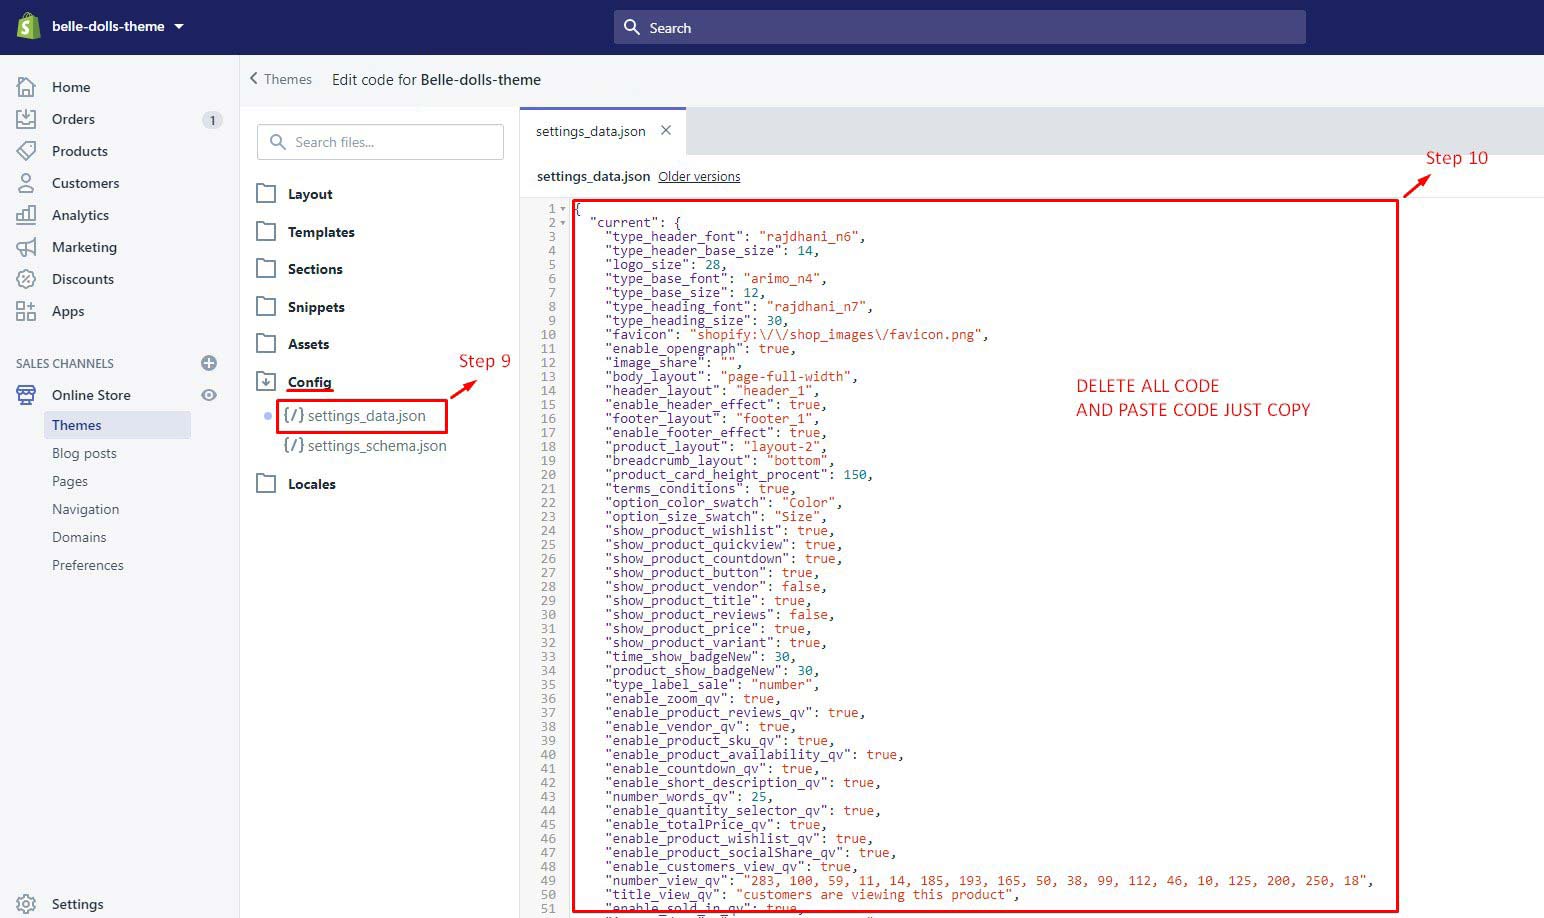 belle-dolls-theme
Search
Home
Orders 1
Products
Customers
Analytics
Marketing
Discounts
Apps
SALES CHANNELS
Online Store
Themes
Blog posts
Pages
Navigation
Domains
Preferences
Settings
Themes Edit code for Belle-dolls-theme
Search files...
Layout
Templates
Sections
Snippets
Assets
Config
{/} settings_data.json
{/} settings_schema.json
Locales
Step 9
settings_data.json ×
settings_data.json Older versions
Step 10
1 {
2 "current": {
3 "type_header_font": "rajdhani_n6",
4 "type_header_base_size": 14,
5 "logo_size": 28,
6 "type_base_font": "arimo_n4",
7 "type_base_size": 12,
8 "type_heading_font": "rajdhani_n7",
9 "type_heading_size": 30,
10 "favicon": "shopify:\/\/shop_images\/favicon.png",
11 "enable_opengraph": true,
12 "image_share": "",
13 "body_layout": "page-full-width",
14 "header_layout": "header_1",
15 "enable_header_effect": true,
16 "footer_layout": "footer_1",
17 "enable_footer_effect": true,
18 "product_layout": "layout-2",
19 "breadcrumb_layout": "bottom",
20 "product_card_height_procent": 150,
21 "terms_conditions": true,
22 "option_color_swatch": "Color",
23 "option_size_swatch": "Size",
24 "show_product_wishlist": true,
25 "show_product_quickview": true,
26 "show_product_countdown": true,
27 "show_product_button": true,
28 "show_product_vendor": false,
29 "show_product_title": true,
30 "show_product_reviews": false,
31 "show_product_price": true,
32 "show_product_variant": true,
33 "time_show_badgeNew": 30,
34 "product_show_badgeNew": 30,
35 "type_label_sale": "number",
36 "enable_zoom_qv": true,
37 "enable_product_reviews_qv": true,
38 "enable_vendor_qv": true,
39 "enable_product_sku_qv": true,
40 "enable_product_availability_qv": true,
41 "enable_countdown_qv": true,
42 "enable_short_description_qv": true,
43 "number_words_qv": 25,
44 "enable_quantity_selector_qv": true,
45 "enable_totalPrice_qv": true,
46 "enable_product_wishlist_qv": true,
47 "enable_product_socialShare_qv": true,
48 "enable_customers_view_qv": true,
49 "number_view_qv": "283, 100, 59, 11, 14, 185, 193, 165, 50, 38, 99, 112, 46, 10, 125, 200, 250, 18",
50 "title_view_qv": "customers are viewing this product",
51 "enable_sold_in_qv": true,
DELETE ALL CODE
AND PASTE CODE JUST COPY